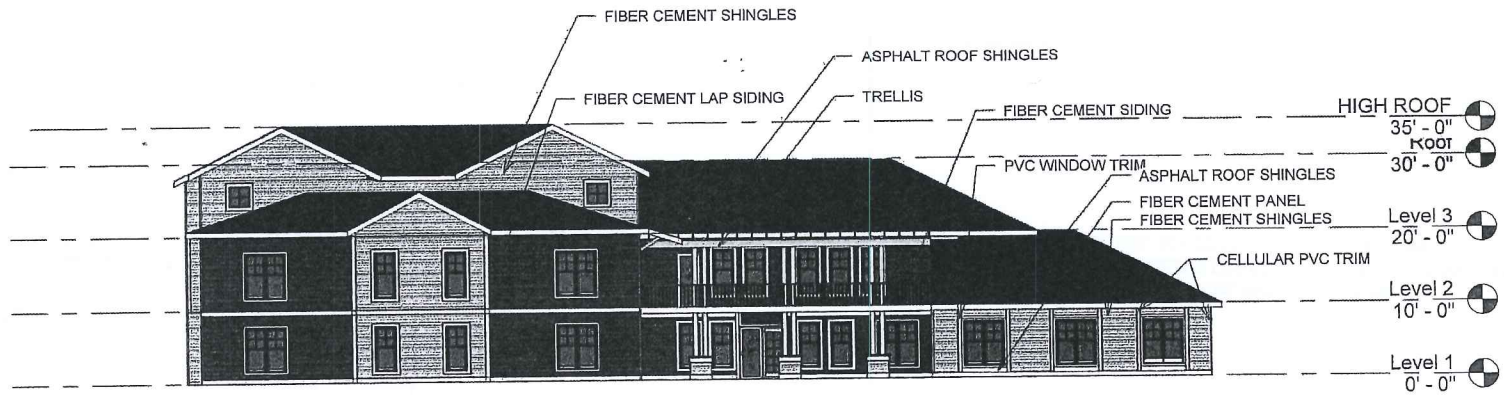 FIBER CEMENT SHINGLES
ASPHALT ROOF SHINGLES
FIBER CEMENT LAP SIDING
TRELLIS
FIBER CEMENT SIDING
HIGH ROOF
35' - 0"
Roof
30' - 0"
PVC WINDOW TRIM
ASPHALT ROOF SHINGLES
FIBER CEMENT PANEL
FIBER CEMENT SHINGLES
Level 3
20' - 0"
CELLULAR PVC TRIM
Level 2
10' - 0"
Level 1
0' - 0"